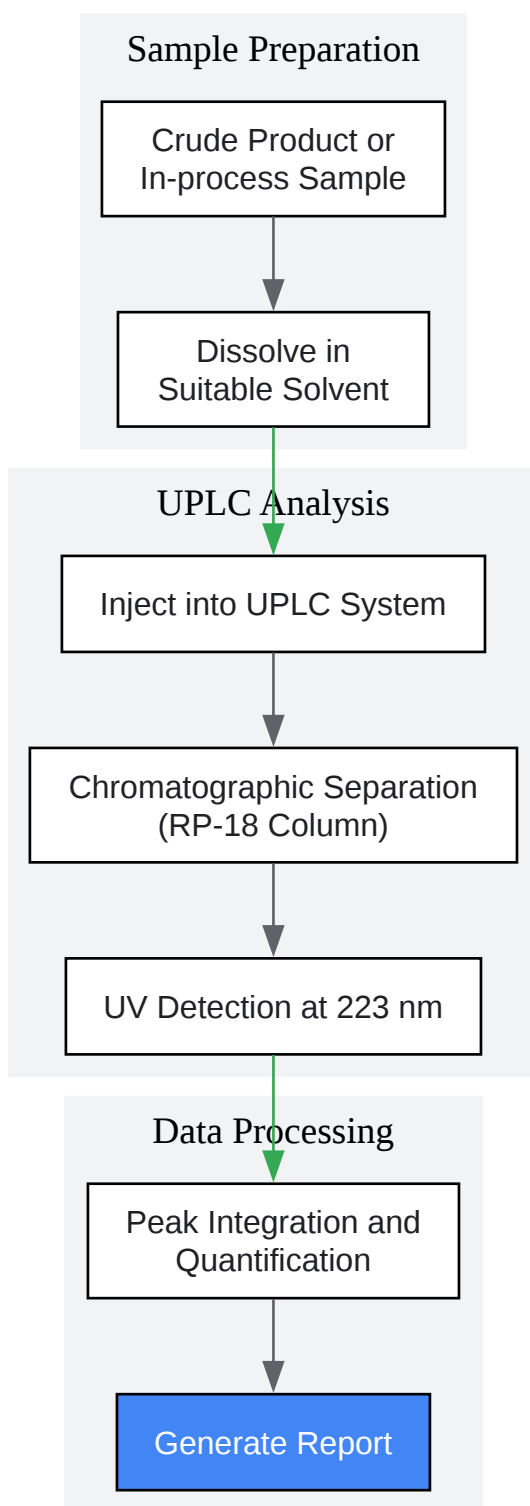 Sample Preparation
Crude Product or
In-process Sample
Dissolve in
Suitable Solvent
UPLC Analysis
Inject into UPLC System
Chromatographic Separation
(RP-18 Column)
UV Detection at 223 nm
Data Processing
Peak Integration and
Quantification
Generate Report